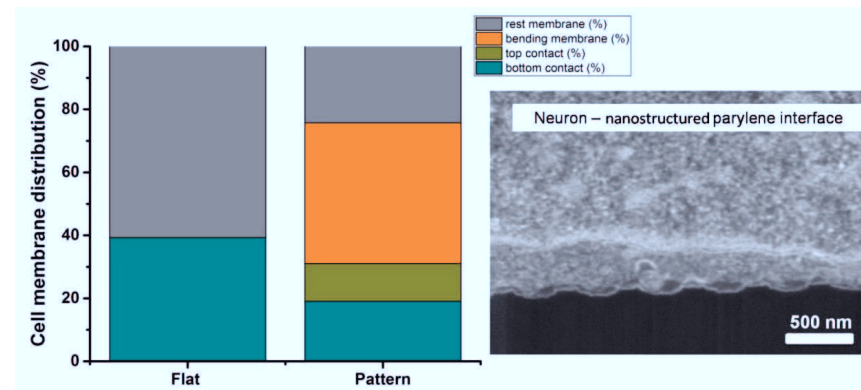 rest membrane (%)
bending membrane (%)
top contact (%)
bottom contact (%)
100
80
60
40
20
0
Cell membrane distribution (%)
Flat
Pattern
Neuron – nanostructured parylene interface
500 nm